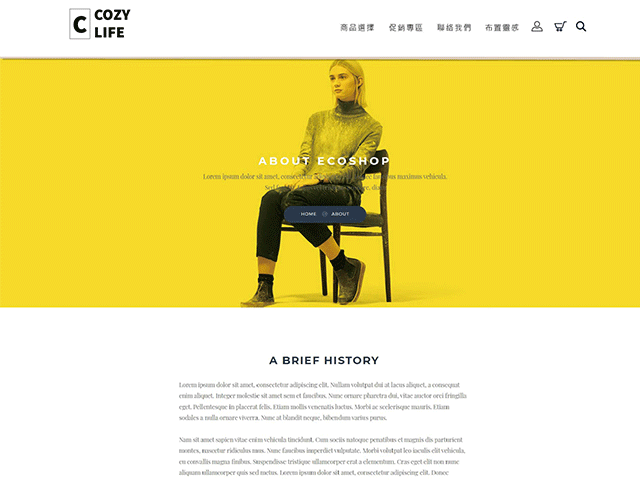 C COZY
LIFE
商品選擇 促銷專區 聯絡我們 布置靈感
ABOUT ECOSHOP
Lorem ipsum dolor sit amet, consectetur maximus vehicula.
Sed
HOME ABOUT
A BRIEF HISTORY
Lorem ipsum dolor sit amet, consectetur adipiscing elit. Nullam volutpat dui at lacus aliquet, a consequat
enim aliquet. Integer molestie sit amet sem et faucibus. Nunc ornare pharetra dui, vitae auctor orci fringilla
eget. Pellentesque in placerat felis. Etiam mollis venenatis luctus. Morbi ac scelerisque mauris. Etiam
sodales a nulla ornare viverra. Nunc at blandit neque, bibendum varius purus.
Nam sit amet sapien vitae enim vehicula tincidunt. Cum sociis natoque penatibus et magnis dis parturient
montes, nascetur ridiculus mus. Nunc faucibus imperdiet vulputate. Morbi volutpat leo iaculis elit vehicula,
eu convallis magna finibus. Suspendisse tristique ullamcorper erat a elementum. Cras eget elit non nunc
aliquam ullamcorper quis sed metus. Lorem ipsum dolor sit amet, consectetur adipiscing elit. Donec